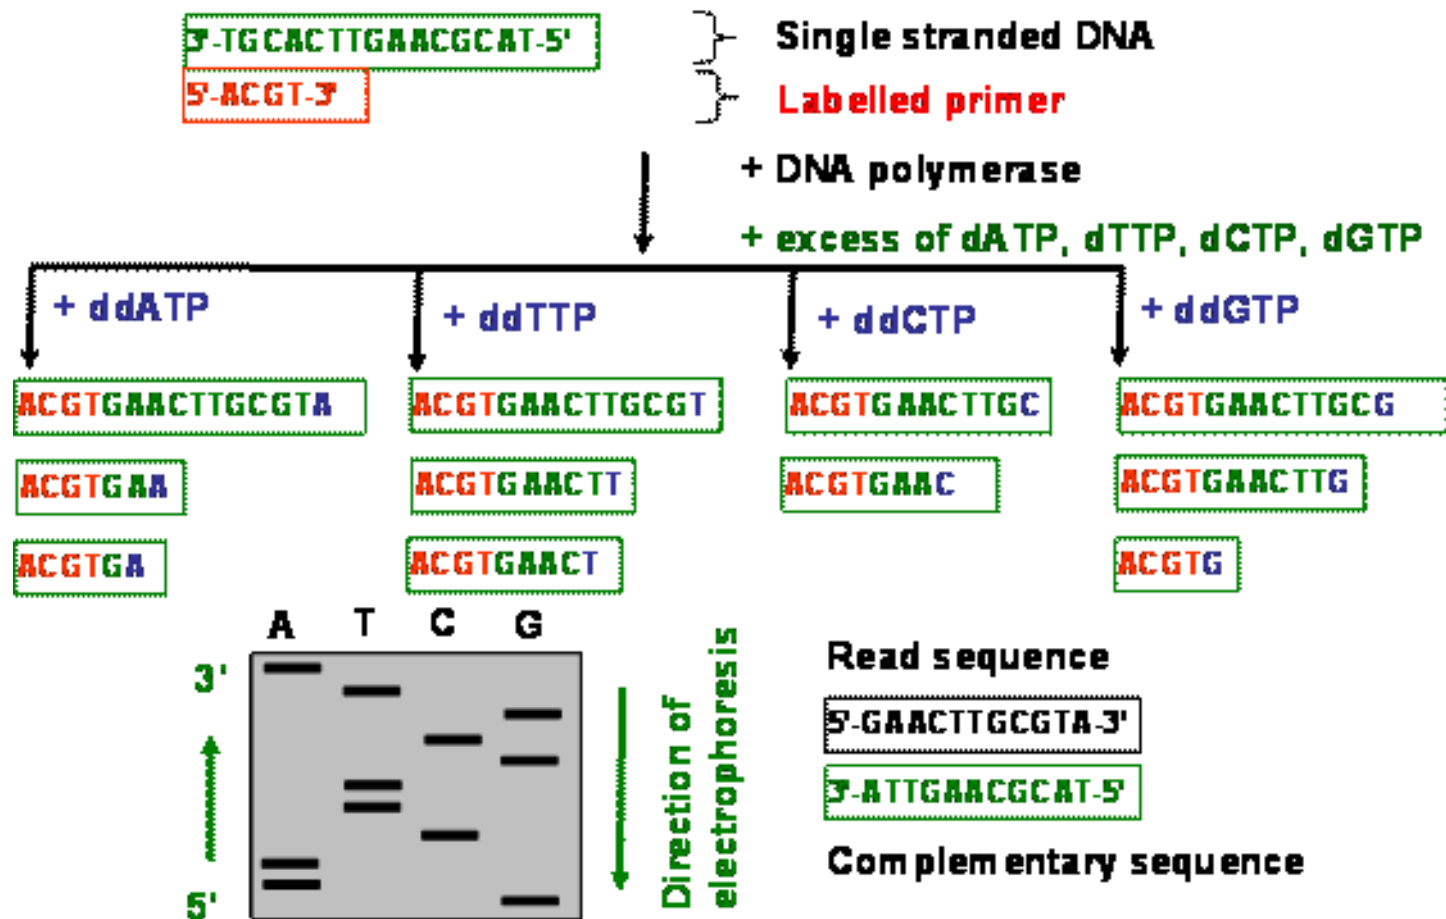 3'-TGCACTTGAACGCAT-5'
Single stranded DNA
5'-ACGT-3'
Labelled primer
+ DNA polymerase
+ excess of dATP, dTTP, dCTP, dGTP
+ ddATP
+ ddTTP
+ ddCTP
+ ddGTP
ACGTGAACTTGCGTA
ACGTGAACTTGCGT
ACGTGAACTTGC
ACGTGAACTTGCG
ACGTGAA
ACGTGAACTT
ACGTGAAC
ACGTGAACTTG
ACGTGA
ACGTGAACT
ACGTG
A T C G
3'
5'
Direction of
electrophoresis
Read sequence
5'-GAACTTGCGTA-3'
3'-ATTGAACGCAT-5'
Complementary sequence